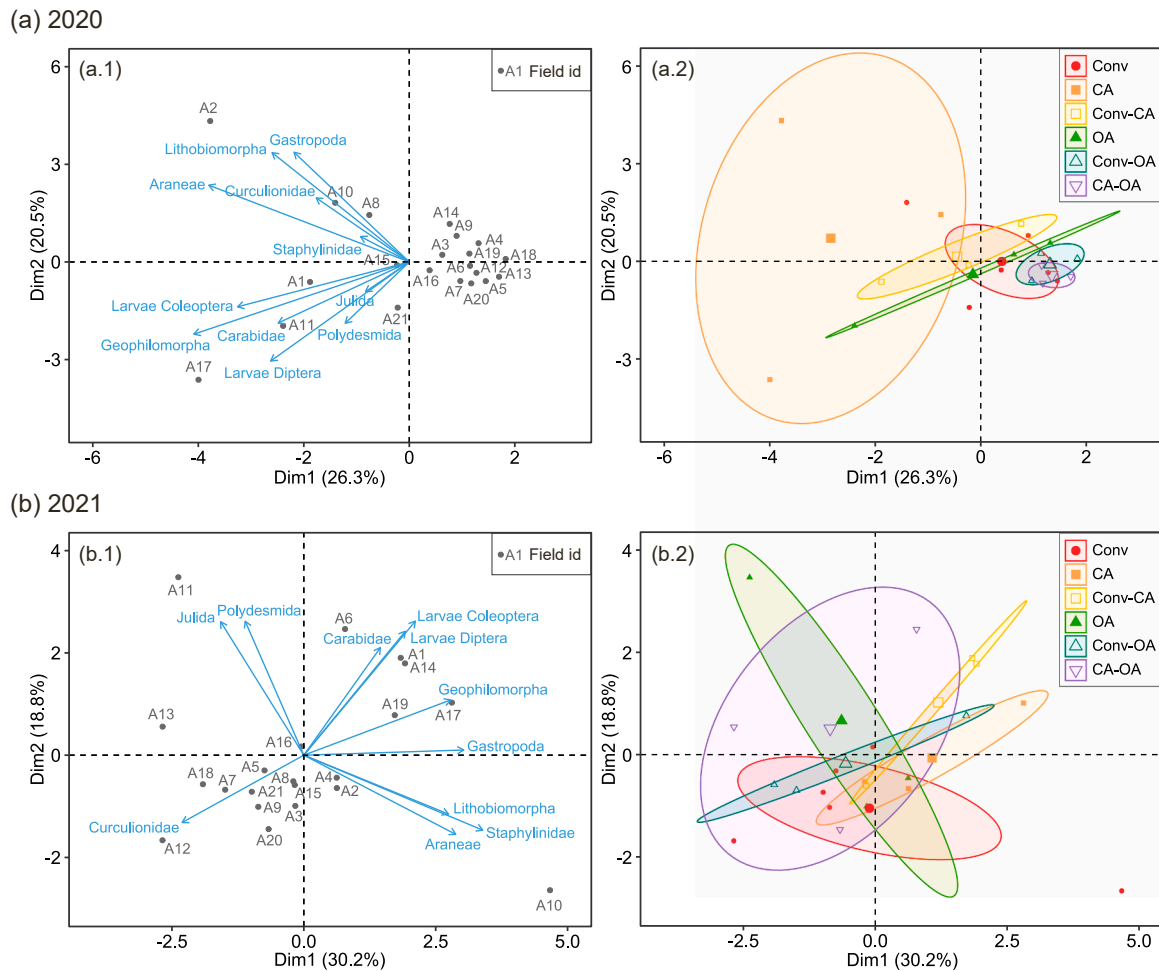 (a) 2020
(a.1)
A1 Field id
A2
Gastropoda
Lithobiomorpha
Araneae
Curculionidae
A10
A8
A14
A9
Staphylinidae
A3
A4
A19
A18
A15
A6
A12
A16
A13
A1
Julida
A7
A20
A5
Larvae Coleoptera
A21
Carabidae
A11
Polydesmida
Geophilomorpha
A17
Larvae Diptera
6
3
0
-3
-6
-4
-2
0
2
Dim1 (26.3%)
Dim2 (20.5%)
(a.2)
Conv
CA
Conv-CA
OA
Conv-OA
CA-OA
6
3
0
-3
-6
-4
-2
0
2
Dim1 (26.3%)
Dim2 (20.5%)
(b) 2021
(b.1)
A1 Field id
A11
Julida
Polydesmida
A6
Larvae Coleoptera
Carabidae
Larvae Diptera
A1
A14
Geophilomorpha
A19
A17
A13
A16
Gastropoda
A5
A18
A7
A8
A4
A21
A15
A2
A9
A3
Lithobiomorpha
Curculionidae
A20
Staphylinidae
Araneae
A12
A10
4
2
0
-2
-2.5
0.0
2.5
5.0
Dim1 (30.2%)
Dim2 (18.8%)
(b.2)
Conv
CA
Conv-CA
OA
Conv-OA
CA-OA
4
2
0
-2
-2.5
0.0
2.5
5.0
Dim1 (30.2%)
Dim2 (18.8%)